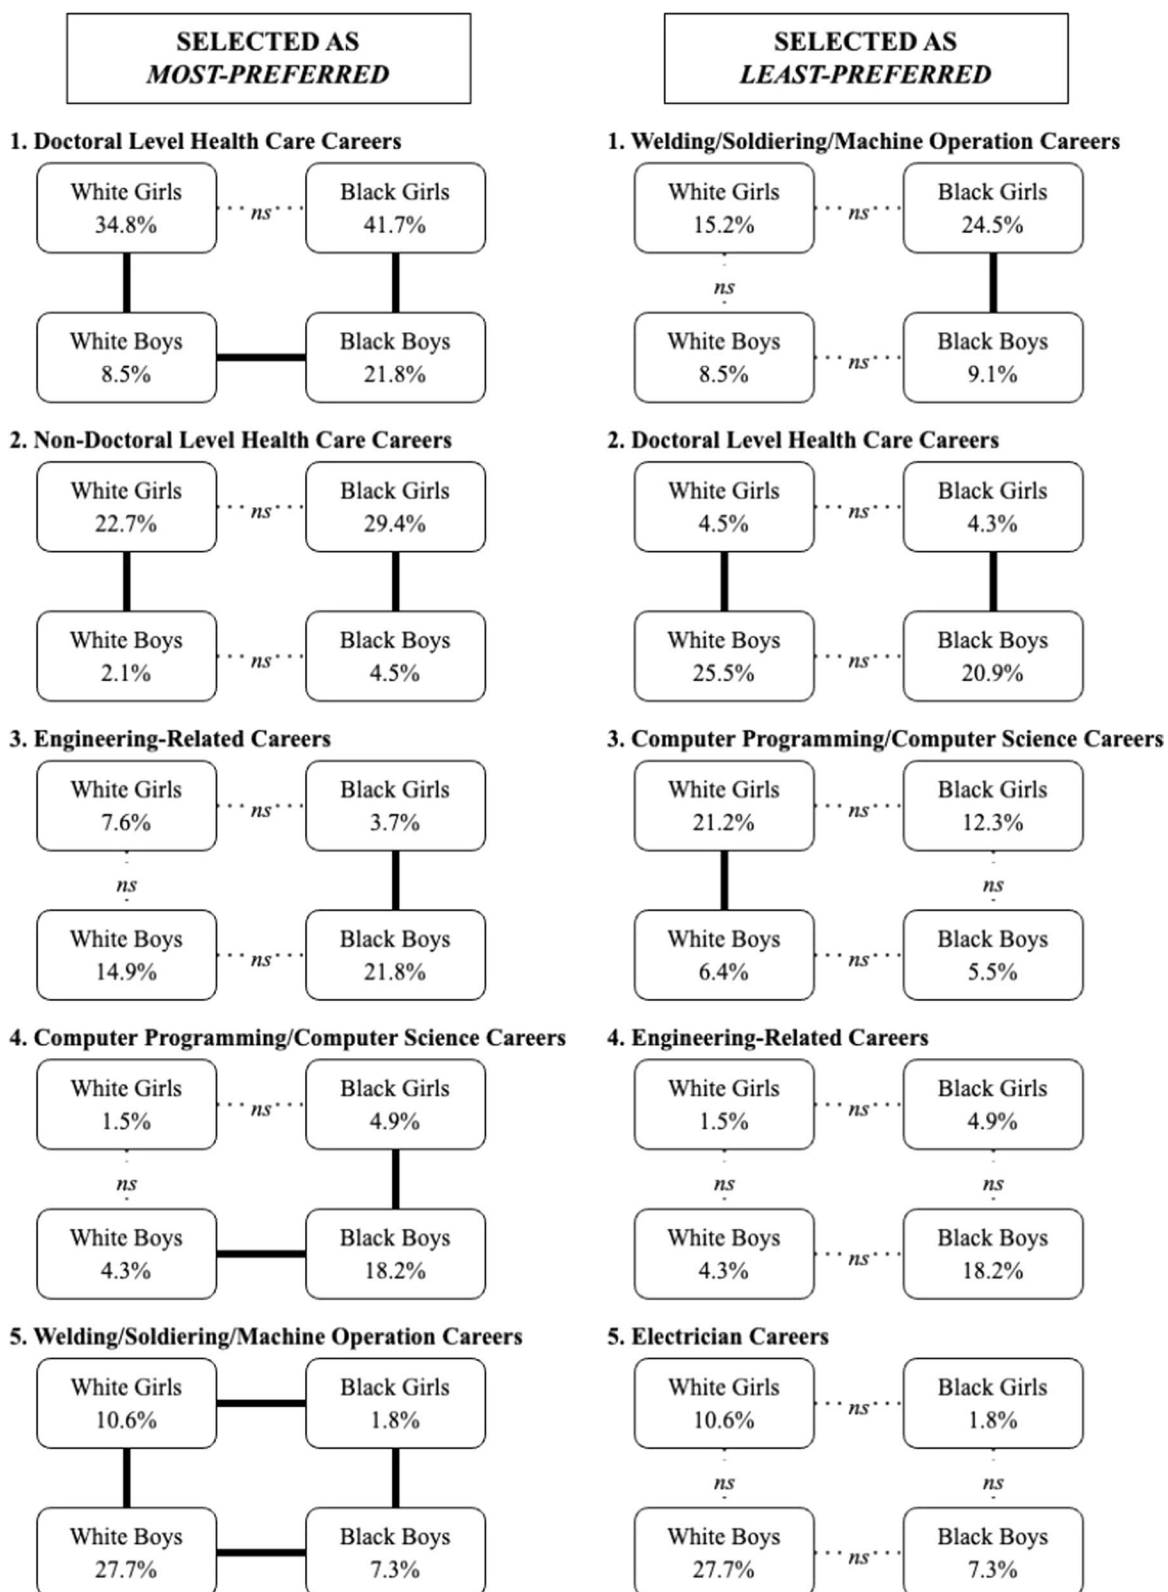 SELECTED AS
MOST-PREFERRED
1. Doctoral Level Health Care Careers
White Girls
34.8%
ns
Black Girls
41.7%
White Boys
8.5%
Black Boys
21.8%
2. Non-Doctoral Level Health Care Careers
White Girls
22.7%
ns
Black Girls
29.4%
White Boys
2.1%
ns
Black Boys
4.5%
3. Engineering-Related Careers
White Girls
7.6%
ns
Black Girls
3.7%
ns
White Boys
14.9%
ns
Black Boys
21.8%
4. Computer Programming/Computer Science Careers
White Girls
1.5%
ns
Black Girls
4.9%
ns
White Boys
4.3%
Black Boys
18.2%
5. Welding/Soldiering/Machine Operation Careers
White Girls
10.6%
Black Girls
1.8%
White Boys
27.7%
Black Boys
7.3%
SELECTED AS
LEAST-PREFERRED
1. Welding/Soldiering/Machine Operation Careers
White Girls
15.2%
ns
Black Girls
24.5%
ns
White Boys
8.5%
ns
Black Boys
9.1%
2. Doctoral Level Health Care Careers
White Girls
4.5%
ns
Black Girls
4.3%
White Boys
25.5%
ns
Black Boys
20.9%
3. Computer Programming/Computer Science Careers
White Girls
21.2%
ns
Black Girls
12.3%
ns
White Boys
6.4%
ns
Black Boys
5.5%
4. Engineering-Related Careers
White Girls
1.5%
ns
Black Girls
4.9%
ns
ns
White Boys
4.3%
ns
Black Boys
18.2%
5. Electrician Careers
White Girls
10.6%
ns
Black Girls
1.8%
ns
ns
White Boys
27.7%
ns
Black Boys
7.3%